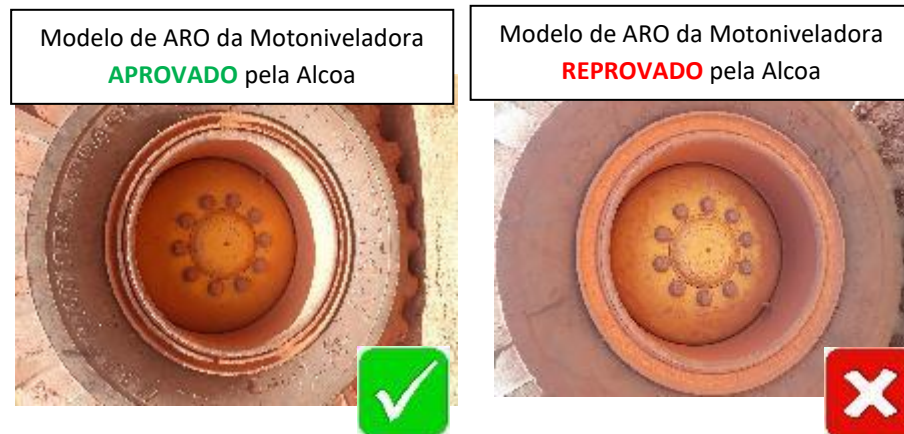 Modelo de ARO da Motoniveladora
APROVADO pela Alcoa
Modelo de ARO da Motoniveladora
REPROVADO pela Alcoa